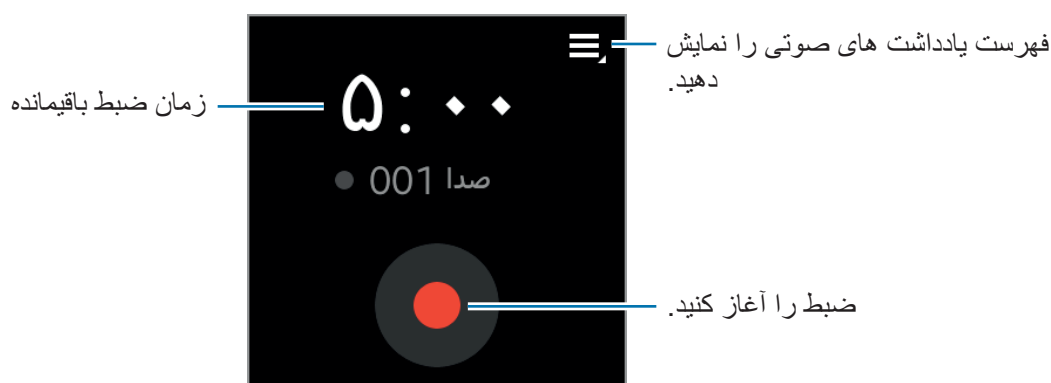 فهرست یادداشت های صوتی را نمایش
دهید.
۵:۰۰
زمان ضبط باقیمانده
صدا 001
ضبط را آغاز کنید.